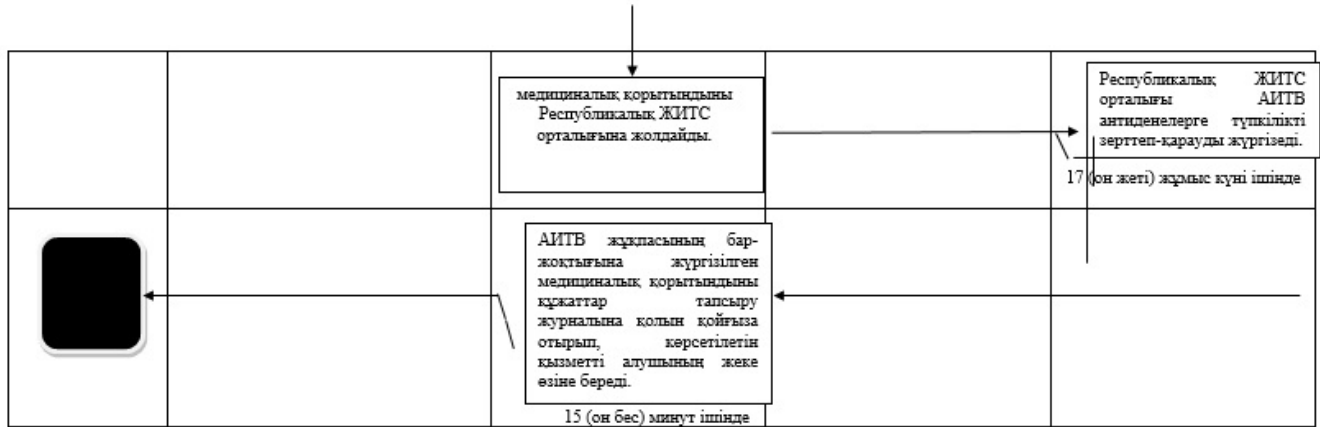 медициналық қорытындыны
Республикалық ЖИТС
орталығына жолдайды.
Республикалық ЖИТС
орталығы АИТВ
антиденелерге түпкілікті
зерттеп-қарауды жүргізеді.
17 (он жеті) жұмыс күні ішінде
АИТВ жұқпасының бар-
жоқтығына жүргізілген
медициналық қорытындыны
құжаттар тапсыру
журналына қолын қойғыза
отырып, көрсетілетін
қызметті алушының жеке
өзіне береді.
15 (он бес) минут ішінде